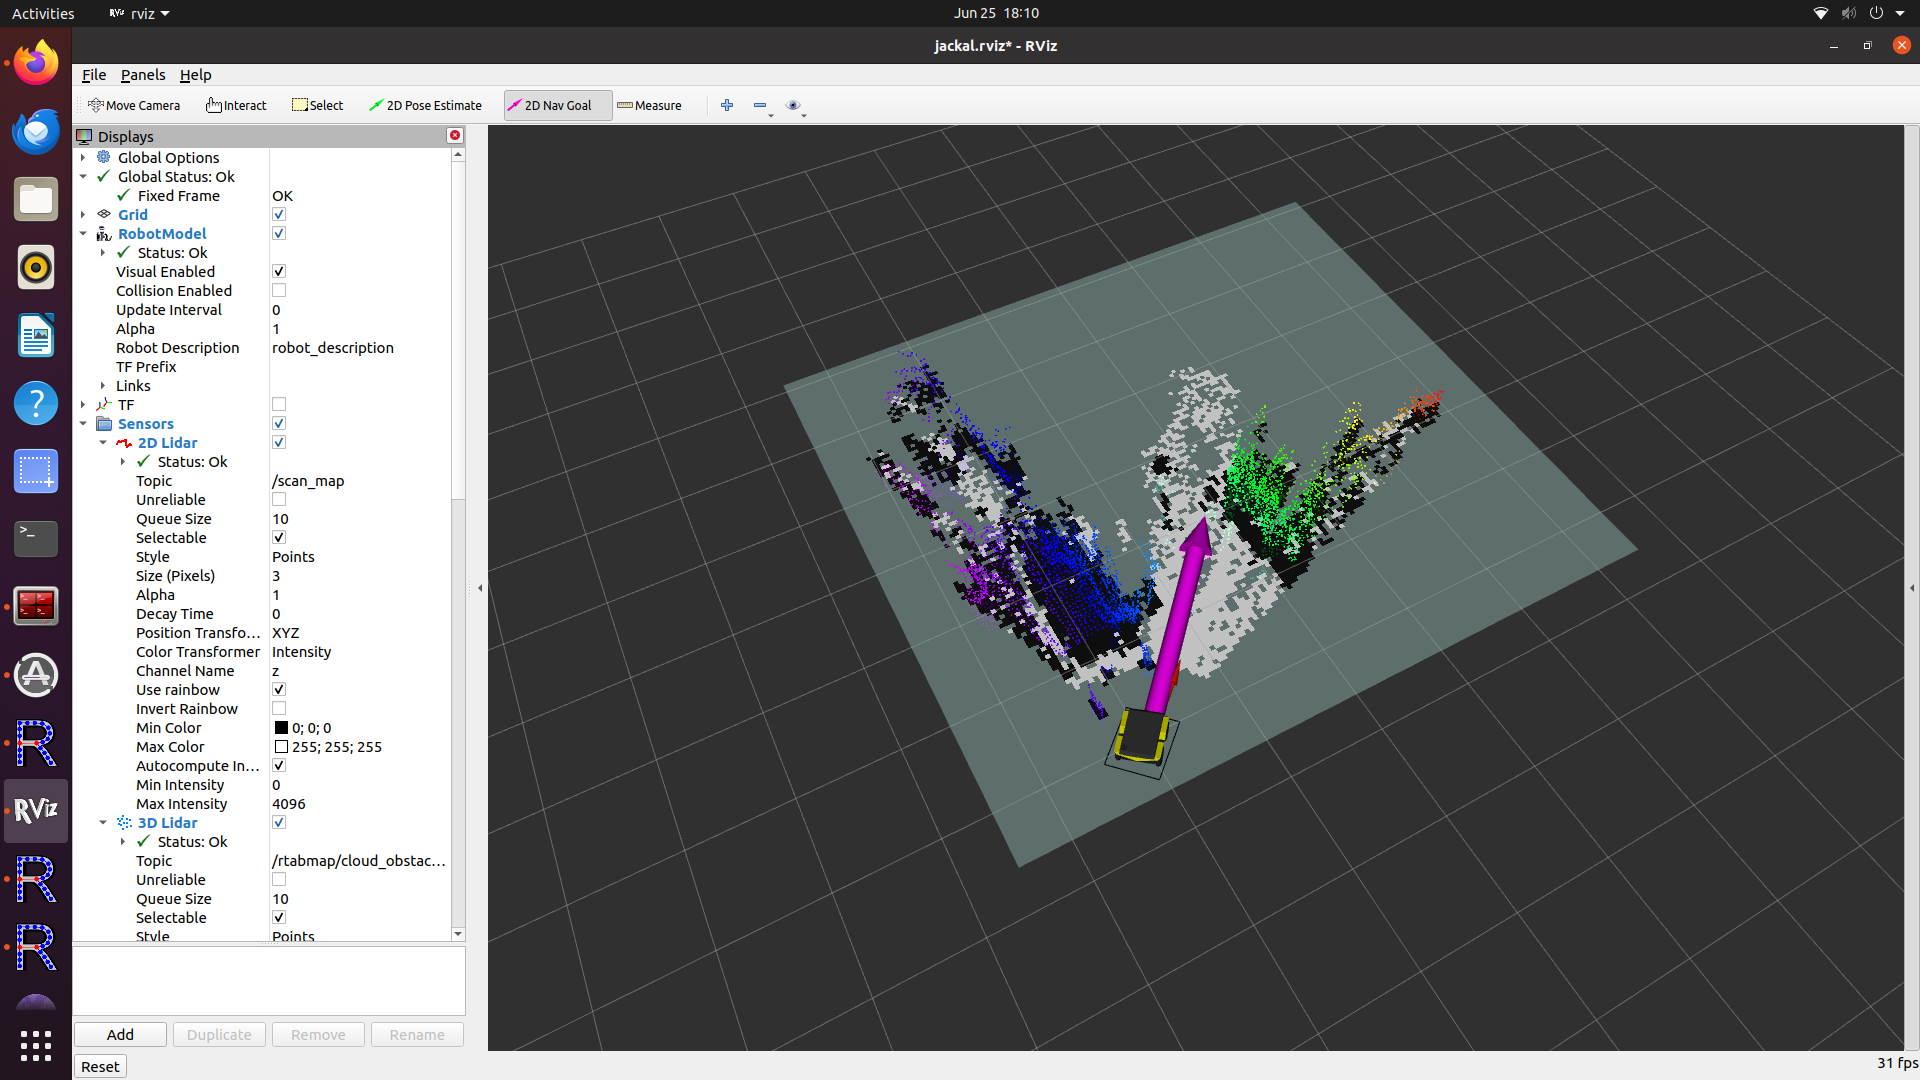 Activities
RViz rviz
Jun 25 18:10
jackal.rviz* - RViz
File Panels Help
Move Camera Interact Select 2D Pose Estimate 2D Nav Goal Measure
Displays
Global Options
Global Status: Ok
Fixed Frame OK
Grid
RobotModel
Status: Ok
Visual Enabled
Collision Enabled
Update Interval 0
Alpha 1
Robot Description robot_description
TF Prefix
Links
TF
Sensors
2D Lidar
Status: Ok
Topic /scan_map
Unreliable
Queue Size 10
Selectable
Style Points
Size (Pixels) 3
Alpha 1
Decay Time 0
Position Transfo... XYZ
Color Transformer Intensity
Channel Name z
Use rainbow
Invert Rainbow
Min Color 0; 0; 0
Max Color 255; 255; 255
Autocompute In...
Min Intensity 0
Max Intensity 4096
3D Lidar
Status: Ok
Topic /rtabmap/cloud_obstac...
Unreliable
Queue Size 10
Selectable
Style Points
Add Duplicate Remove Rename
Reset
31 fps
? 
>_
A
R
RViz
R
R